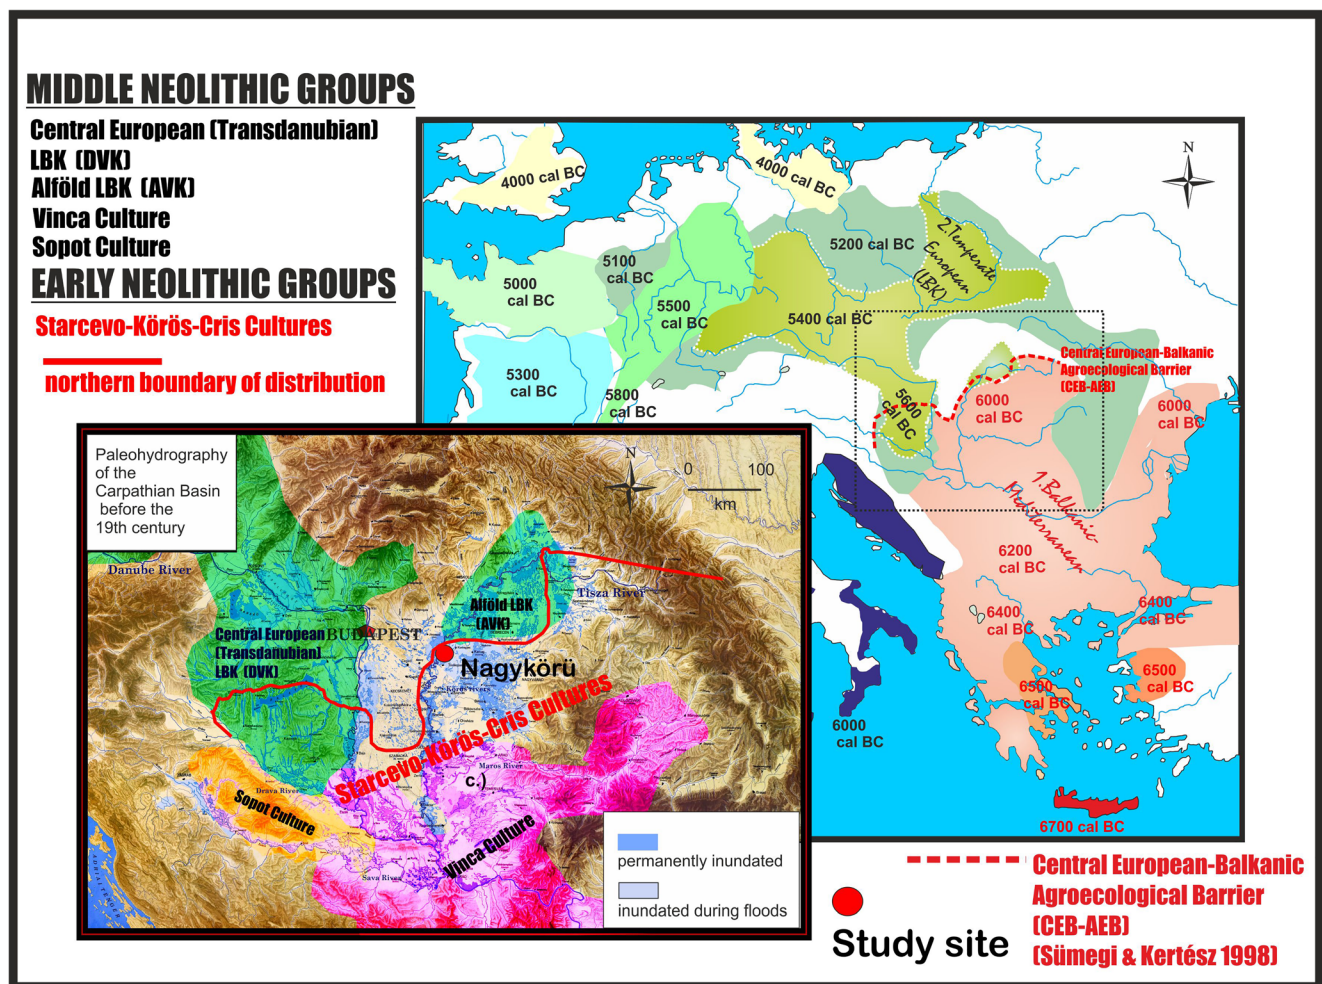 MIDDLE NEOLITHIC GROUPS
Central European (Transdanubian)
LBK (DVK)
Alföld LBK (AVK)
Vinca Culture
Sopot Culture
EARLY NEOLITHIC GROUPS
Starcevo-Körös-Cris Cultures
northern boundary of distribution
4000 cal BC
4000 cal BC
N
5200 cal BC
2.Temperate
European
(LBK)
5100
cal BC
5000
cal BC
5500
cal BC
5400 cal BC
5300
cal BC
5800
cal BC
5600
cal BC
Central European-Balkanic
Agroecological Barrier
(CEB-AEB)
6000
cal BC
6000
cal BC
1.Balkanic-
Mediterranean
6200
cal BC
6400
cal BC
6400
cal BC
6500
cal BC
6500
cal BC
6000
cal BC
6700 cal BC
Paleohydrography
of the
Carpathian Basin
before the
19th century
N
0 100
km
Danube River
Tisza River
Alföld LBK
(AVK)
BUDAPEST
Central European
(Transdanubian)
LBK (DVK)
Nagykörü
Körös rivers
Starcevo-Körös-Cris Cultures
Maros River
c.)
Drava River
Sopot Culture
Vinca Culture
Sava River
permanently inundated
inundated during floods
Study site
Central European-Balkanic
Agroecological Barrier
(CEB-AEB)
(Sümegi & Kertész 1998)